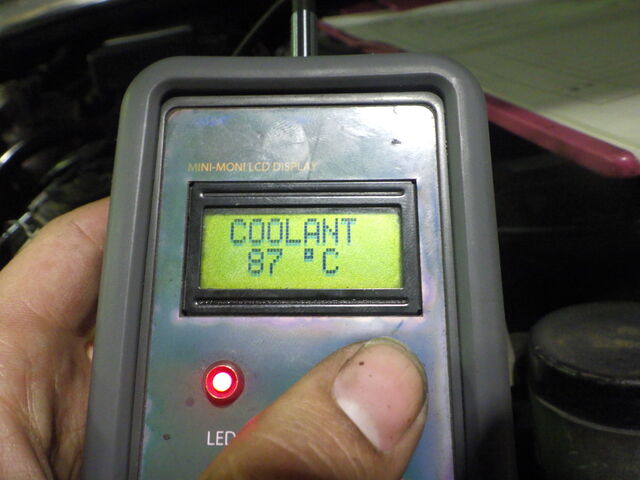 MINI-MONI LCD DISPLAY
COOLANT
87 °C
LED